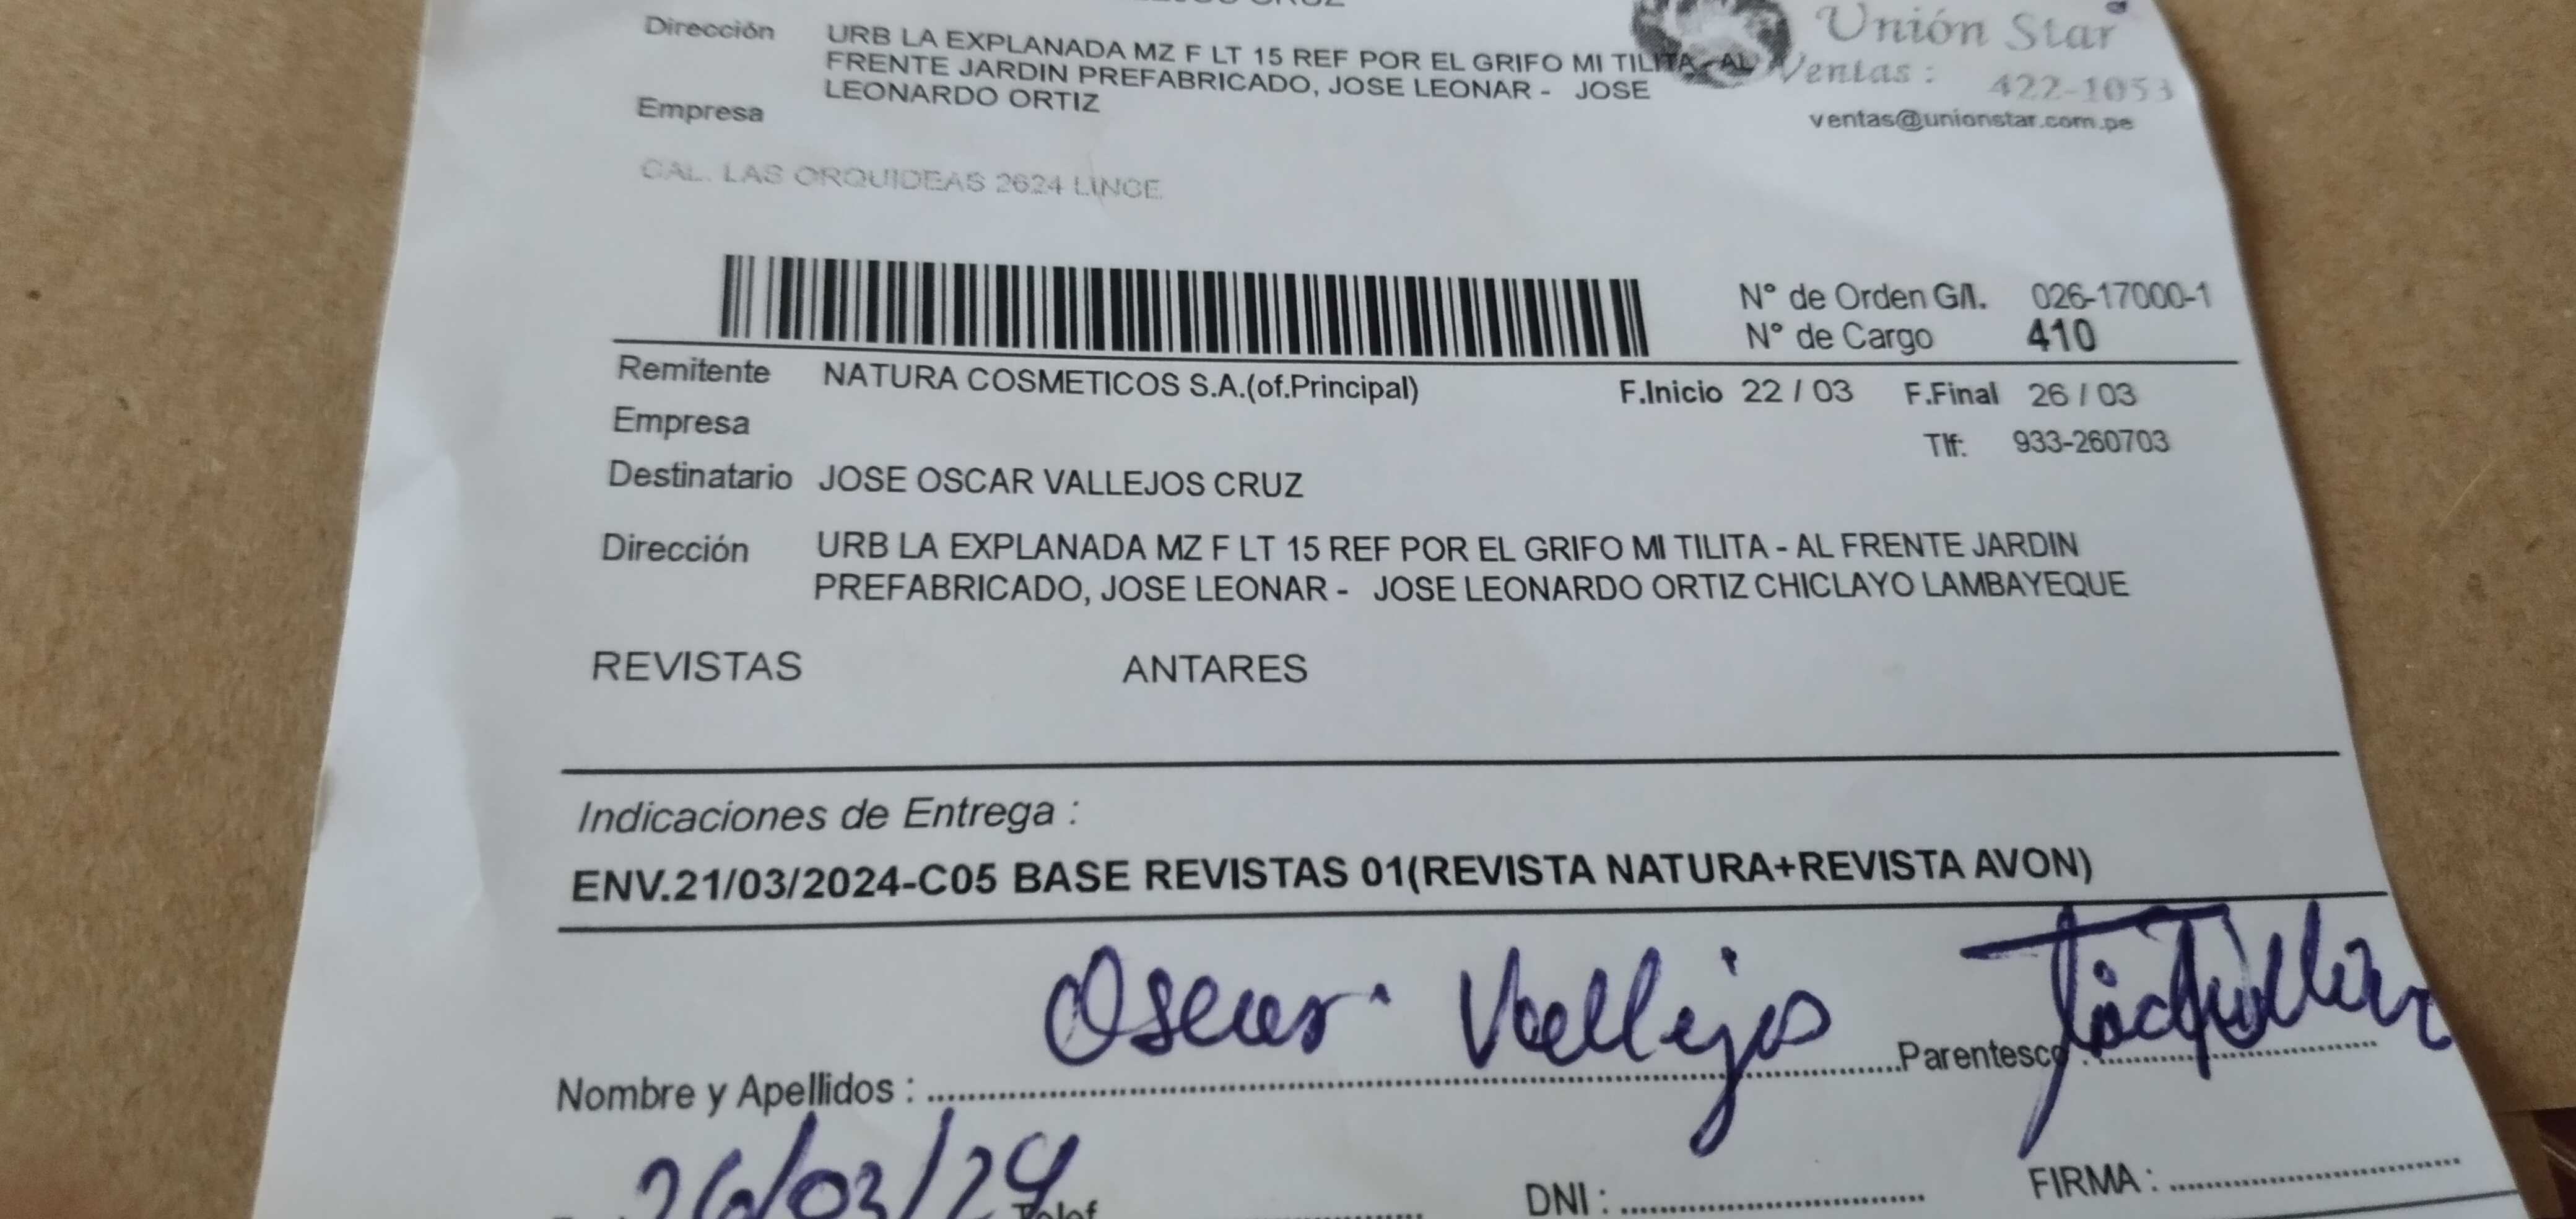 Dirección URB LA EXPLANADA MZ F LT 15 REF POR EL GRIFO MI TILITA - AL
FRENTE JARDIN PREFABRICADO, JOSE LEONAR - JOSE
LEONARDO ORTIZ
Unión Star
Ventas : 422-1053
ventas@unionstar.com.pe
Empresa
CAL. LAS ORQUIDEAS 2624 LINCE
N° de Orden G/I. 026-17000-1
N° de Cargo 410
Remitente NATURA COSMETICOS S.A.(of.Principal) F.Inicio 22 / 03 F.Final 26 / 03
Empresa
Tlf: 933-260703
Destinatario JOSE OSCAR VALLEJOS CRUZ
Dirección URB LA EXPLANADA MZ F LT 15 REF POR EL GRIFO MI TILITA - AL FRENTE JARDIN
PREFABRICADO, JOSE LEONAR - JOSE LEONARDO ORTIZ CHICLAYO LAMBAYEQUE
REVISTAS ANTARES
Indicaciones de Entrega :
ENV.21/03/2024-C05 BASE REVISTAS 01(REVISTA NATURA+REVISTA AVON)
Nombre y Apellidos : Oscar Vallejos Parentesco :
26/03/24
Telef
DNI : FIRMA :